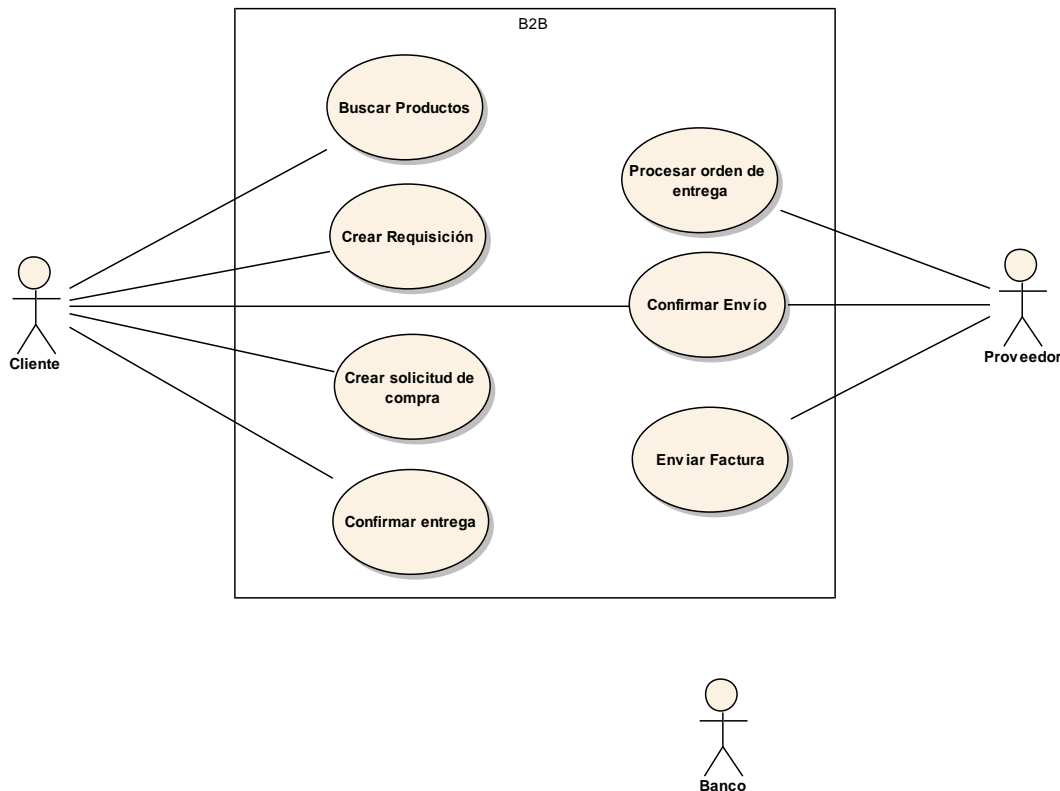 B2B
Buscar Productos
Procesar orden de
entrega
Crear Requisición
Confirmar Envío
Cliente
Proveedor
Crear solicitud de
compra
Enviar Factura
Confirmar entrega
Banco